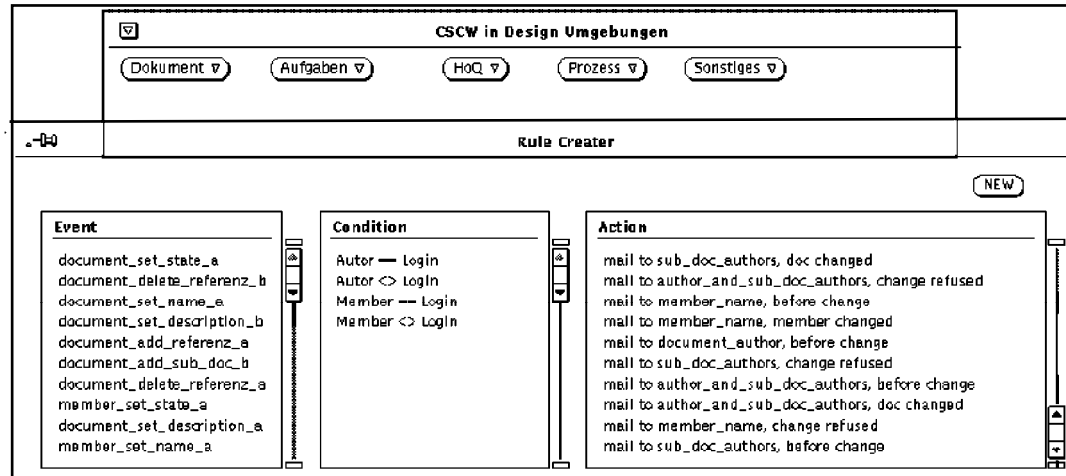 CSCW in Design Umgebungen
Dokument Aufgaben HoQ Prozess Sonstiges
Rule Creater
NEW
Event
document_set_state_a
document_delete_referenz_b
document_set_name_a
document_set_description_b
document_add_referenz_a
document_add_sub_doc_b
document_delete_referenz_a
member_set_state_a
document_set_description_a
member_set_name_a
Condition
Autor == Login
Autor <> Login
Member == Login
Member <> Login
Action
mail to sub_doc_authors, doc changed
mail to author_and_sub_doc_authors, change refused
mail to member_name, before change
mail to member_name, member changed
mail to document_author, before change
mail to sub_doc_authors, change refused
mail to author_and_sub_doc_authors, before change
mail to author_and_sub_doc_authors, doc changed
mail to member_name, change refused
mail to sub_doc_authors, before change